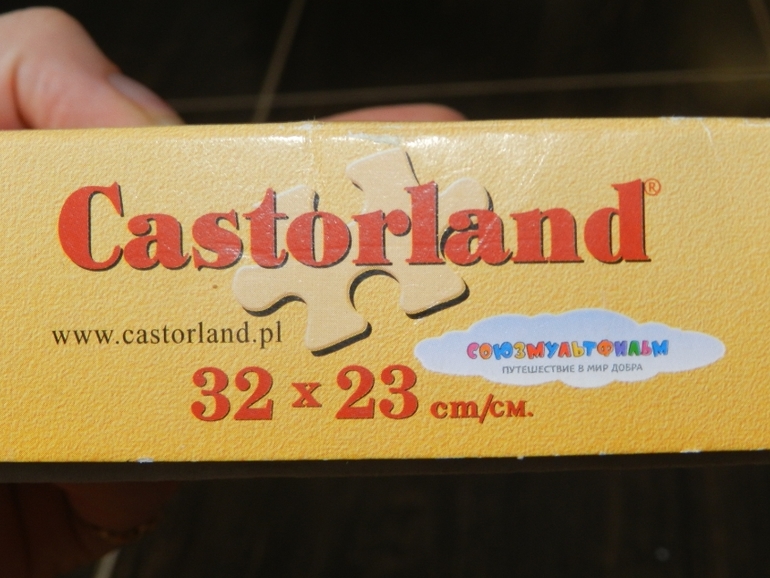 Castorland®
www.castorland.pl
СОЮЗМУЛЬТФИЛЬМ
ПУТЕШЕСТВИЕ В МИР ДОБРА
32 x 23 cm/см.